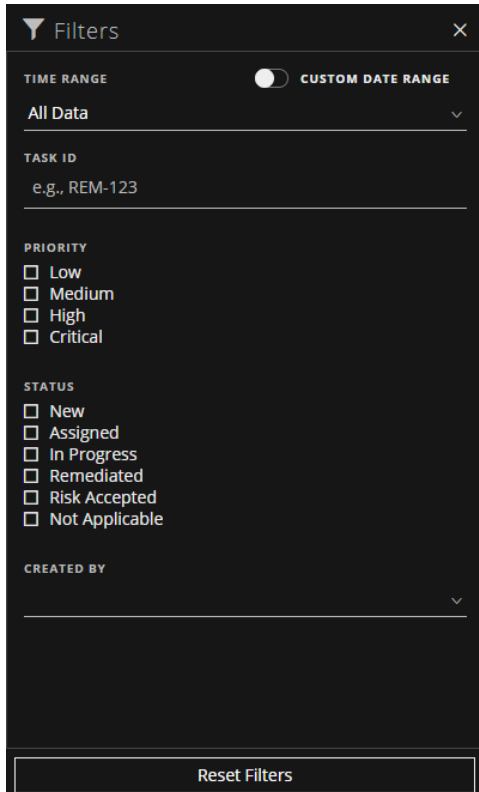 Filters
TIME RANGE
CUSTOM DATE RANGE
All Data
TASK ID
e.g., REM-123
PRIORITY
Low
Medium
High
Critical
STATUS
New
Assigned
In Progress
Remediated
Risk Accepted
Not Applicable
CREATED BY
Reset Filters